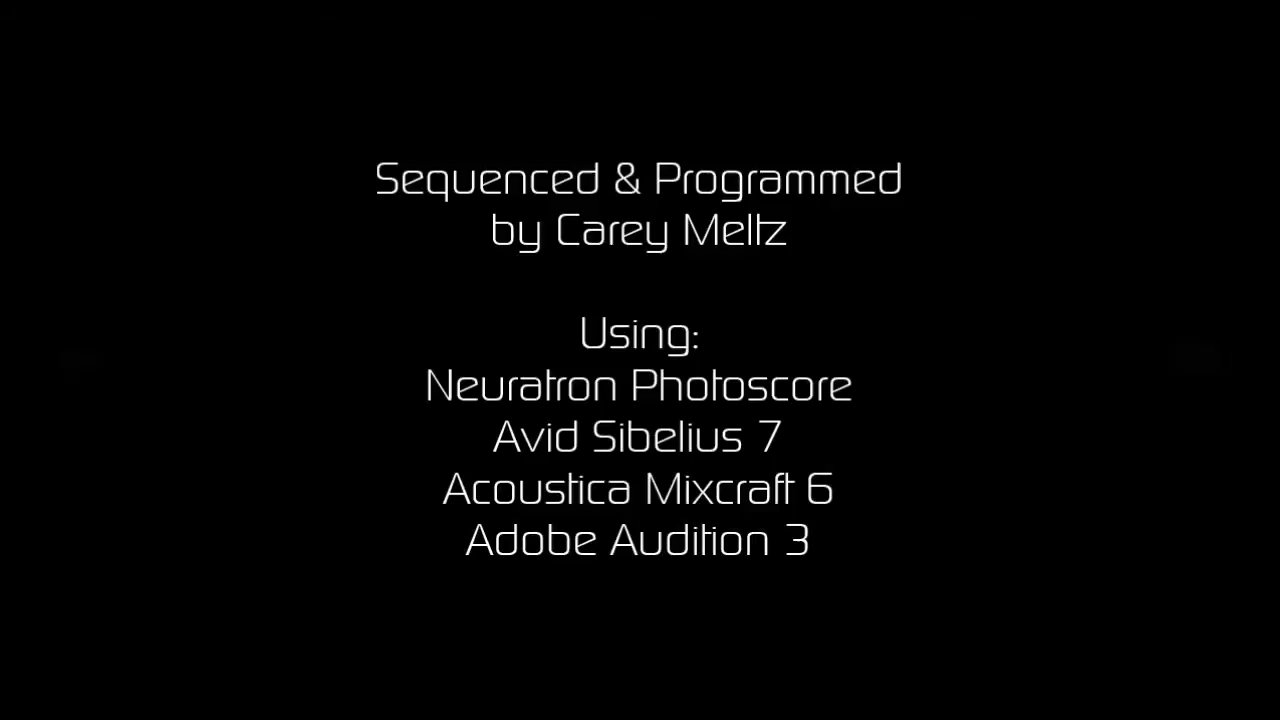 Sequenced & Programmed
by Carey Meltz
Using:
Neuratron Photoscore
Avid Sibelius 7
Acoustica Mixcraft 6
Adobe Audition 3